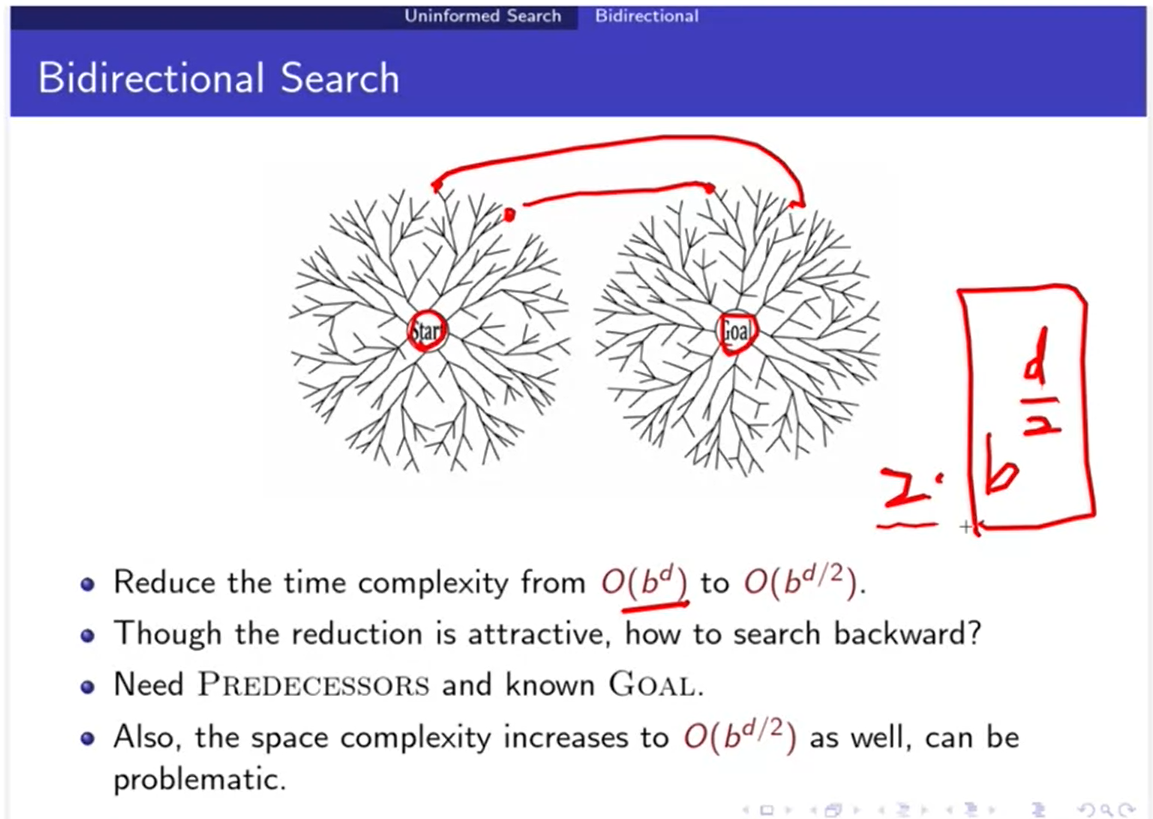 Uninformed Search Bidirectional
Bidirectional Search
Start Goal
d
2
2 · b
Reduce the time complexity from O(b^d) to O(b^{d/2}).
Though the reduction is attractive, how to search backward?
Need PREDECESSORS and known GOAL.
Also, the space complexity increases to O(b^{d/2}) as well, can be
problematic.